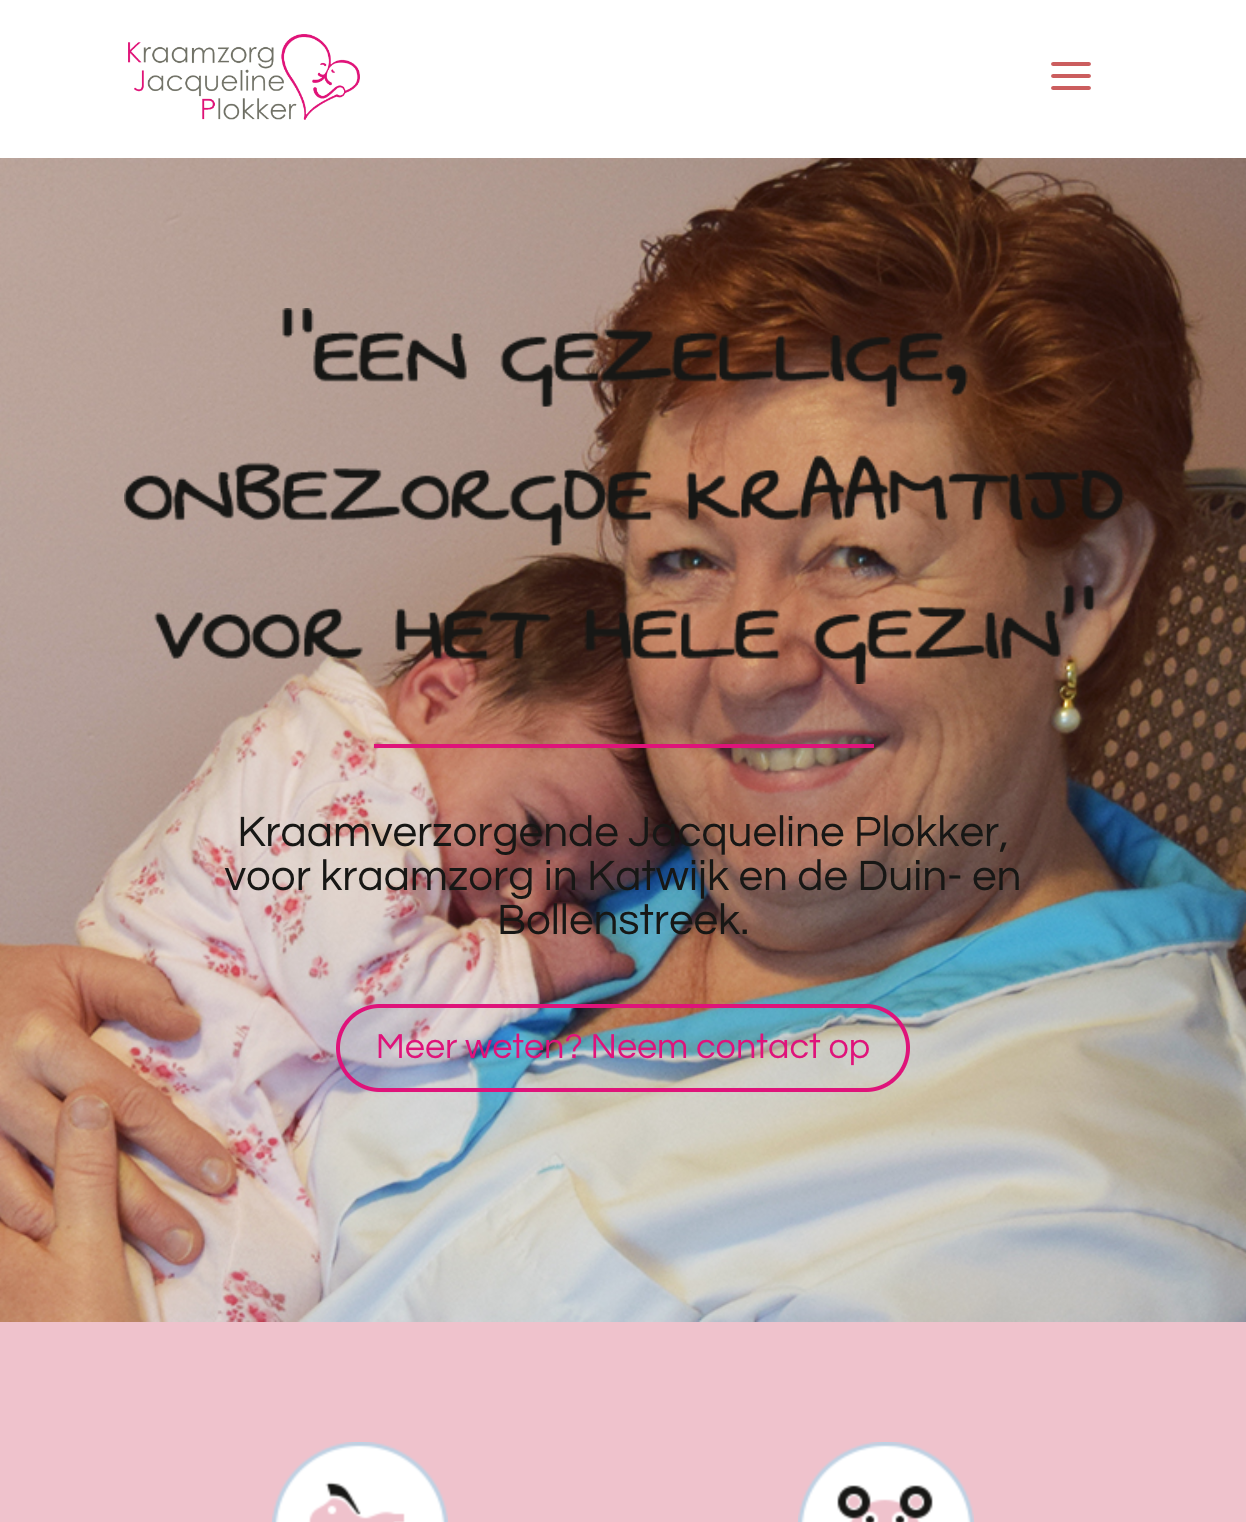 Kraamzorg
Jacqueline
Plokker
"EEN GEZELLIGE,
ONBEZORGDE KRAAMTIJD
VOOR HET HELE GEZIN"
Kraamverzorgende Jacqueline Plokker,
voor kraamzorg in Katwijk en de Duin- en
Bollenstreek.
Meer weten? Neem contact op